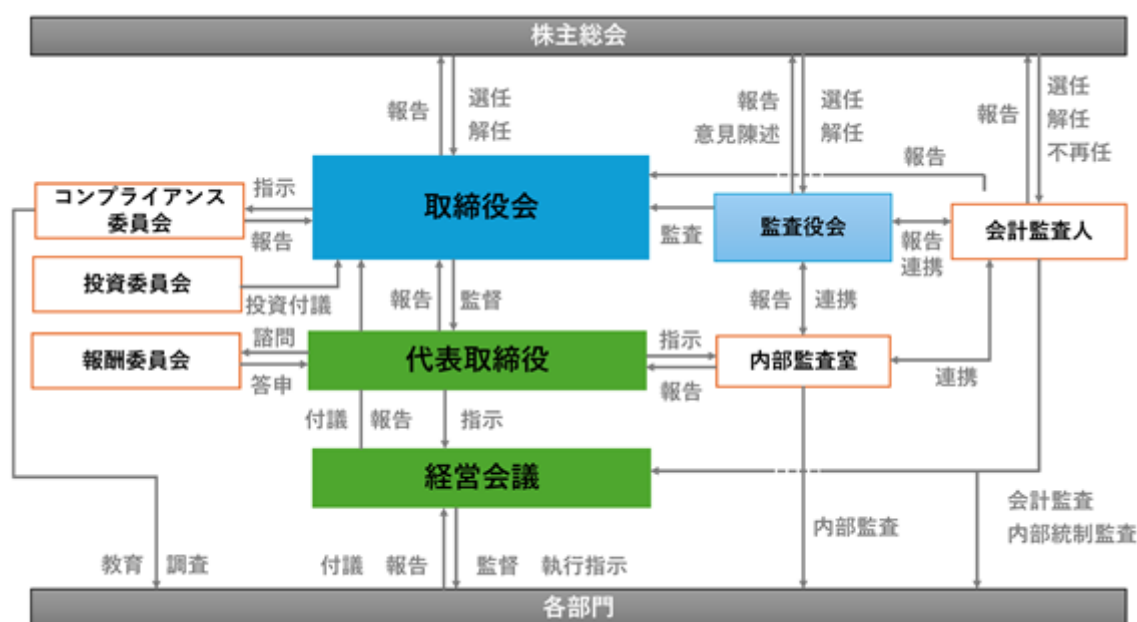 株主総会
報告
選任
解任
報告
意見陳述
選任
解任
報告
選任
解任
不再任
報告
コンプライアンス
委員会
指示
報告
取締役会
監査
監査役会
報告
連携
会計監査人
投資委員会
投資付議
報告
監督
報告
連携
報酬委員会
諮問
答申
代表取締役
指示
報告
内部監査室
連携
付議
報告
指示
経営会議
会計監査
内部統制監査
内部監査
教育
調査
付議
報告
監督
執行指示
各部門